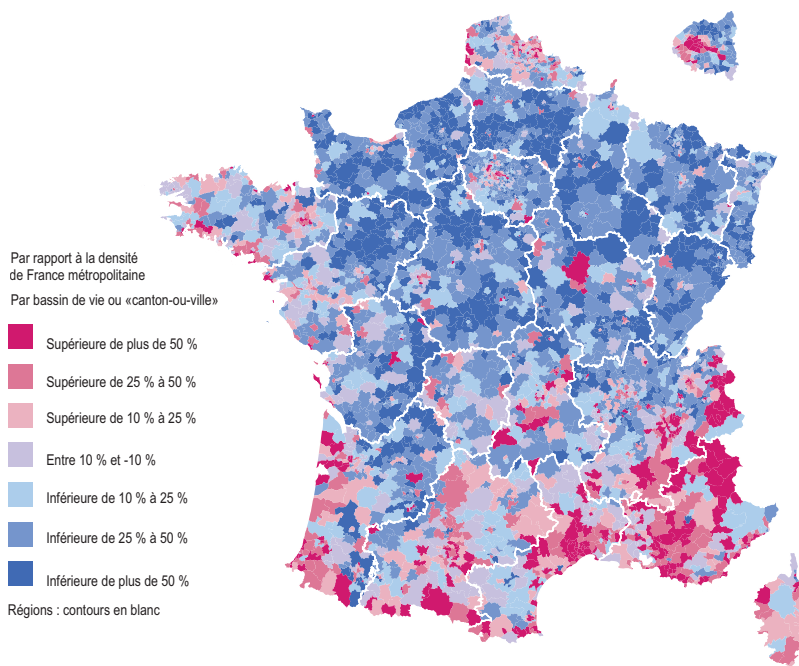 Par rapport à la densité
de France métropolitaine
Par bassin de vie ou «canton-ou-ville»
Supérieure de plus de 50 %
Supérieure de 25 % à 50 %
Supérieure de 10 % à 25 %
Entre 10 % et -10 %
Inférieure de 10 % à 25 %
Inférieure de 25 % à 50 %
Inférieure de plus de 50 %
Régions : contours en blanc